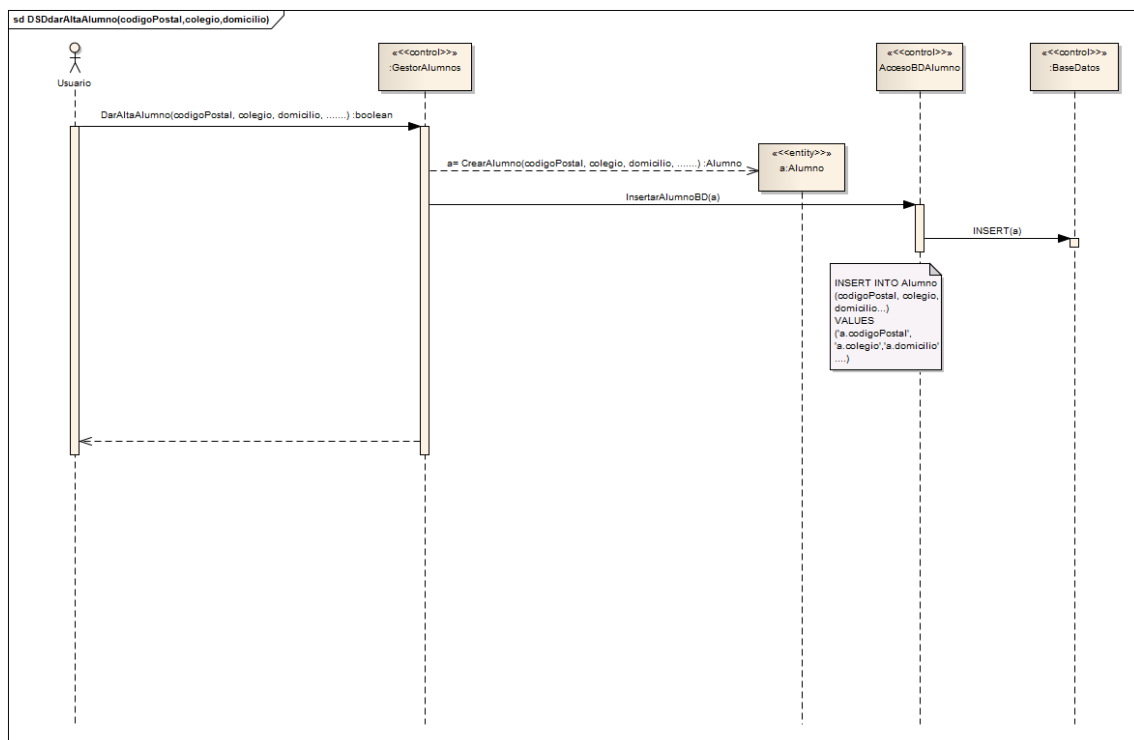 sd DSDdarAltaAlumno(codigoPostal,colegio,domicilio)
«<<control>>»
:GestorAlumnos
«<<control>>»
AccesoBDAlumno
«<<control>>»
:BaseDatos
Usuario
DarAltaAlumno(codigoPostal, colegio, domicilio, .......) :boolean
«<<entity>>»
a:Alumno
a= CrearAlumno(codigoPostal, colegio, domicilio, .......) :Alumno
InsertarAlumnoBD(a)
INSERT(a)
INSERT INTO Alumno
(codigoPostal, colegio,
domicilio...)
VALUES
('a.codigoPostal',
'a.colegio','a.domicilio'
....)